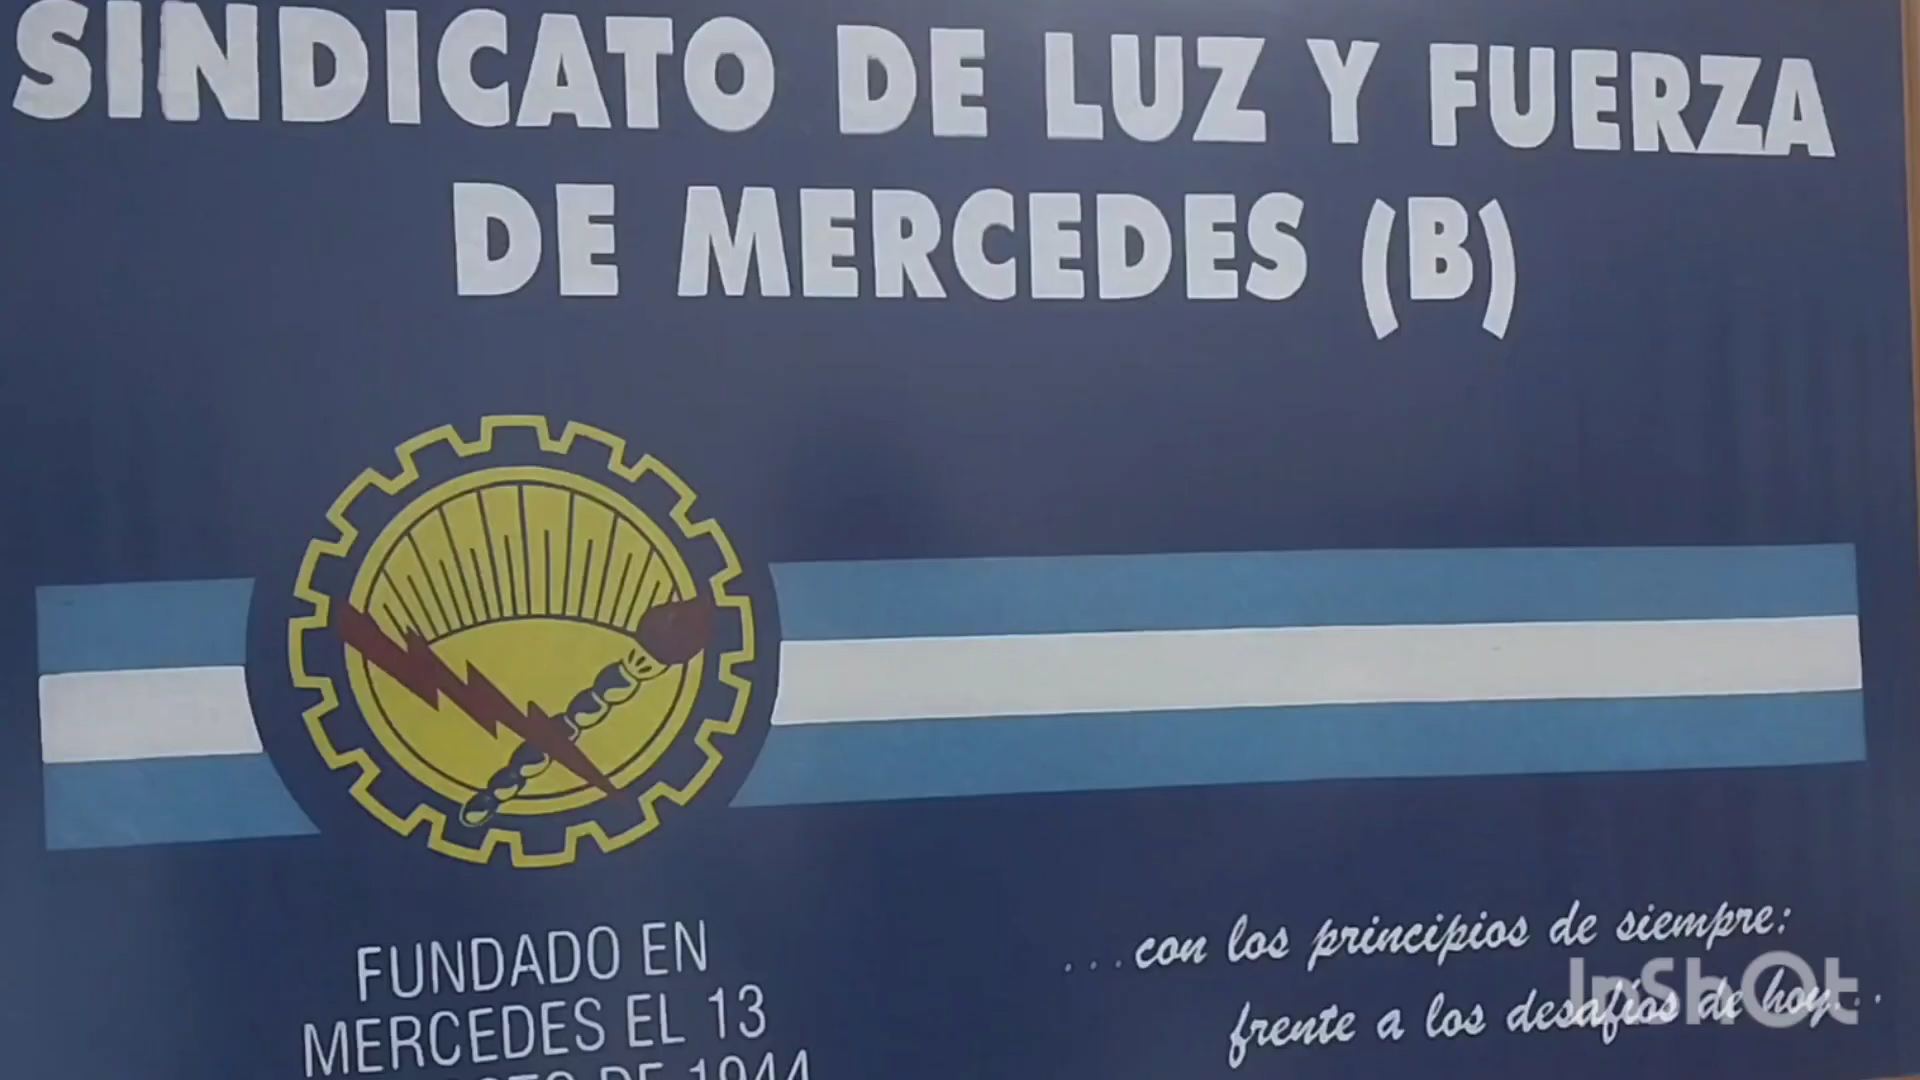 SINDICATO DE LUZ Y FUERZA
DE MERCEDES (B)
FUNDADO EN
MERCEDES EL 13
DE 1944
...con los principios de siempre:
frente a los desafíos de hoy...
InShOt